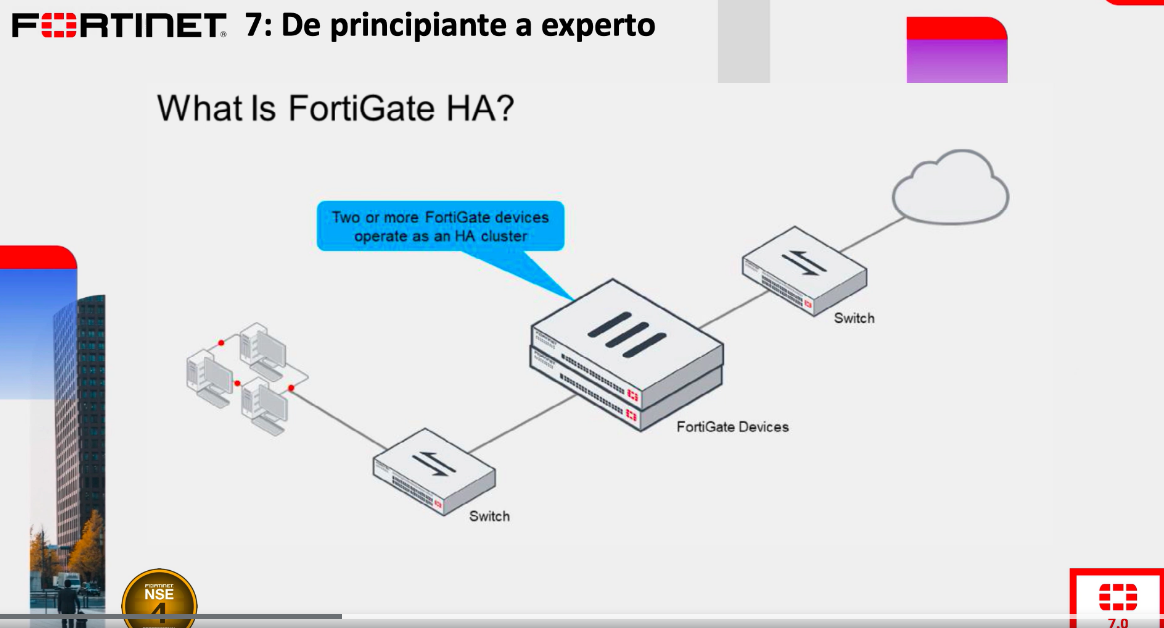 FORTINET® 7: De principiante a experto
What Is FortiGate HA?
Two or more FortiGate devices
operate as an HA cluster
Switch
FortiGate Devices
Switch
FORTINET
NSE
4
7.0